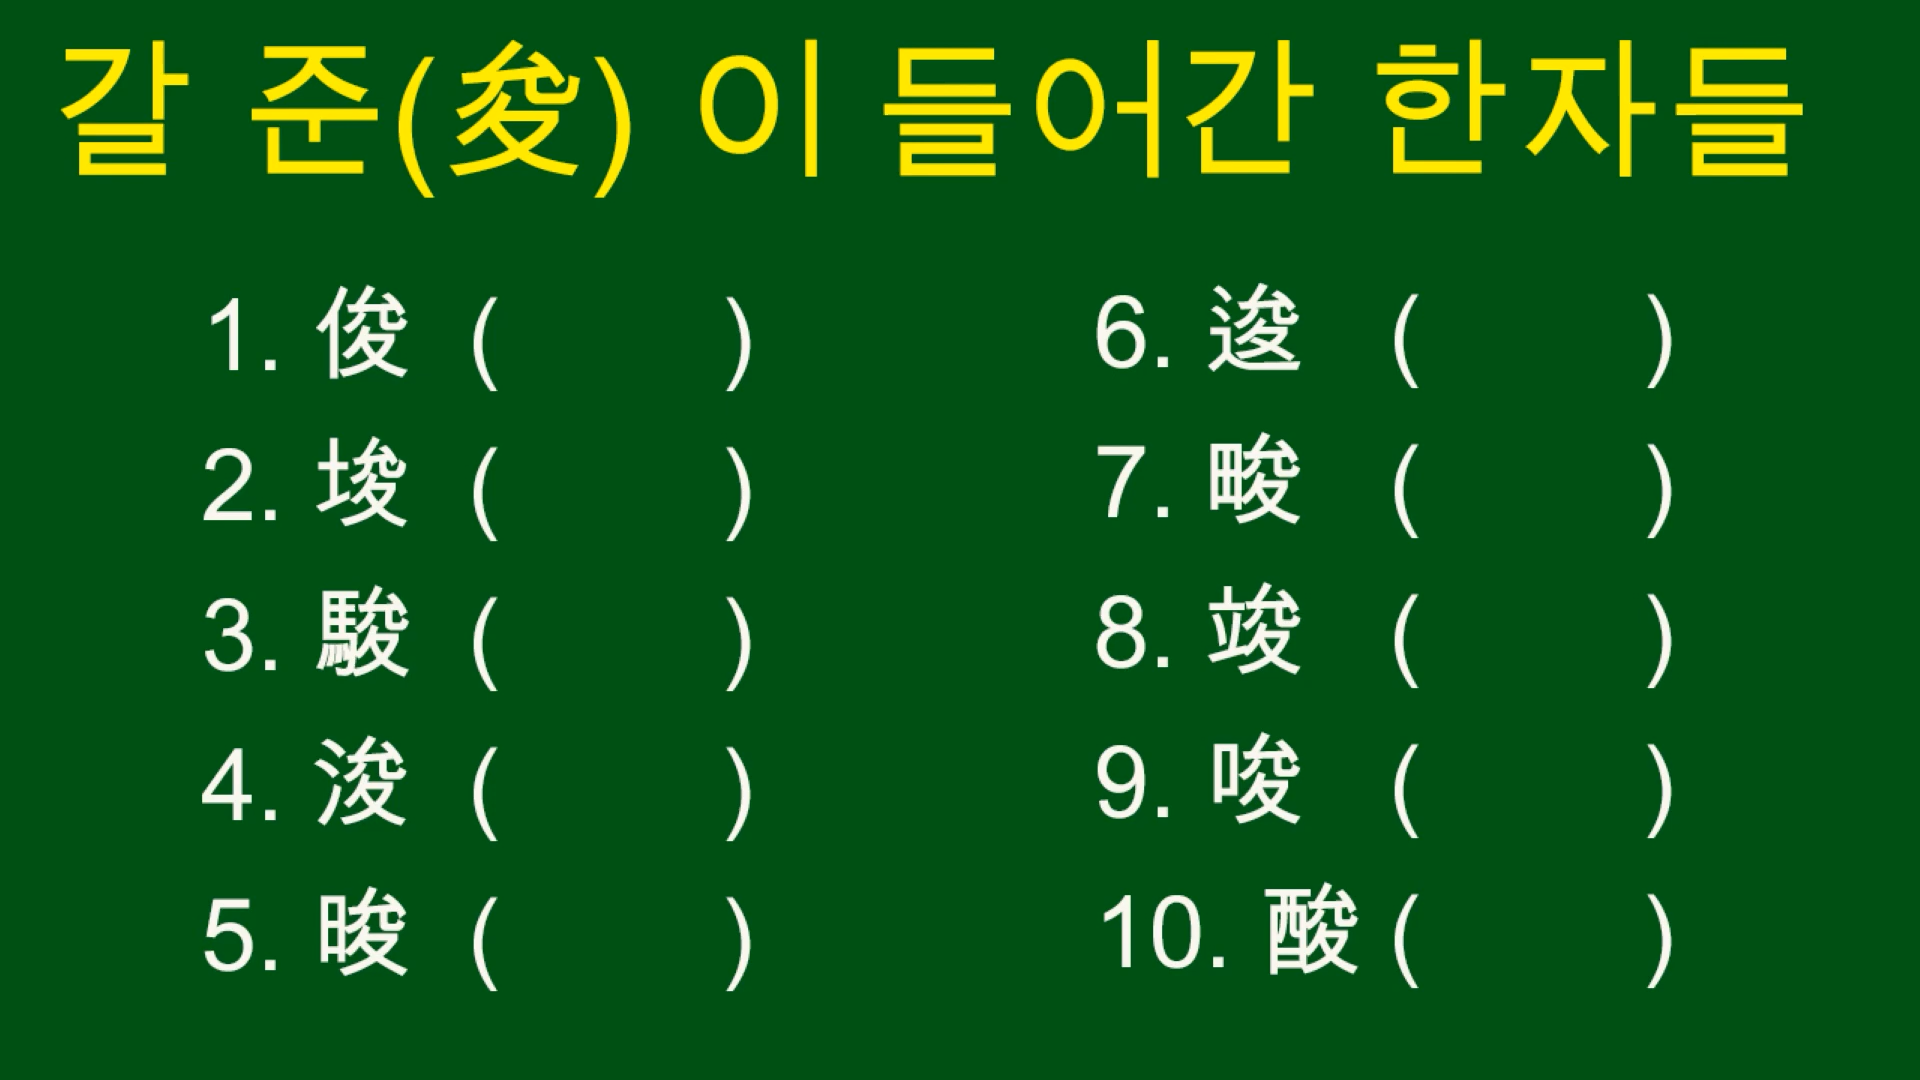 갈 준(夋) 이 들어간 한자들
1. 俊 (        )
2. 埈 (        )
3. 駿 (        )
4. 浚 (        )
5. 晙 (        )
6. 逡 (        )
7. 畯 (        )
8. 竣 (        )
9. 唆 (        )
10. 酸 (        )